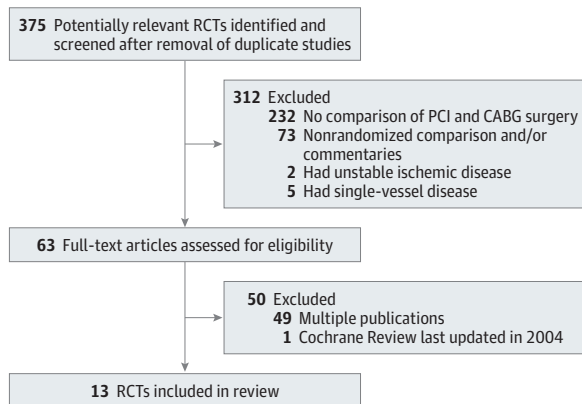 375 Potentially relevant RCTs identified and
screened after removal of duplicate studies
312 Excluded
232 No comparison of PCI and CABG surgery
73 Nonrandomized comparison and/or
commentaries
2 Had unstable ischemic disease
5 Had single-vessel disease
63 Full-text articles assessed for eligibility
50 Excluded
49 Multiple publications
1 Cochrane Review last updated in 2004
13 RCTs included in review